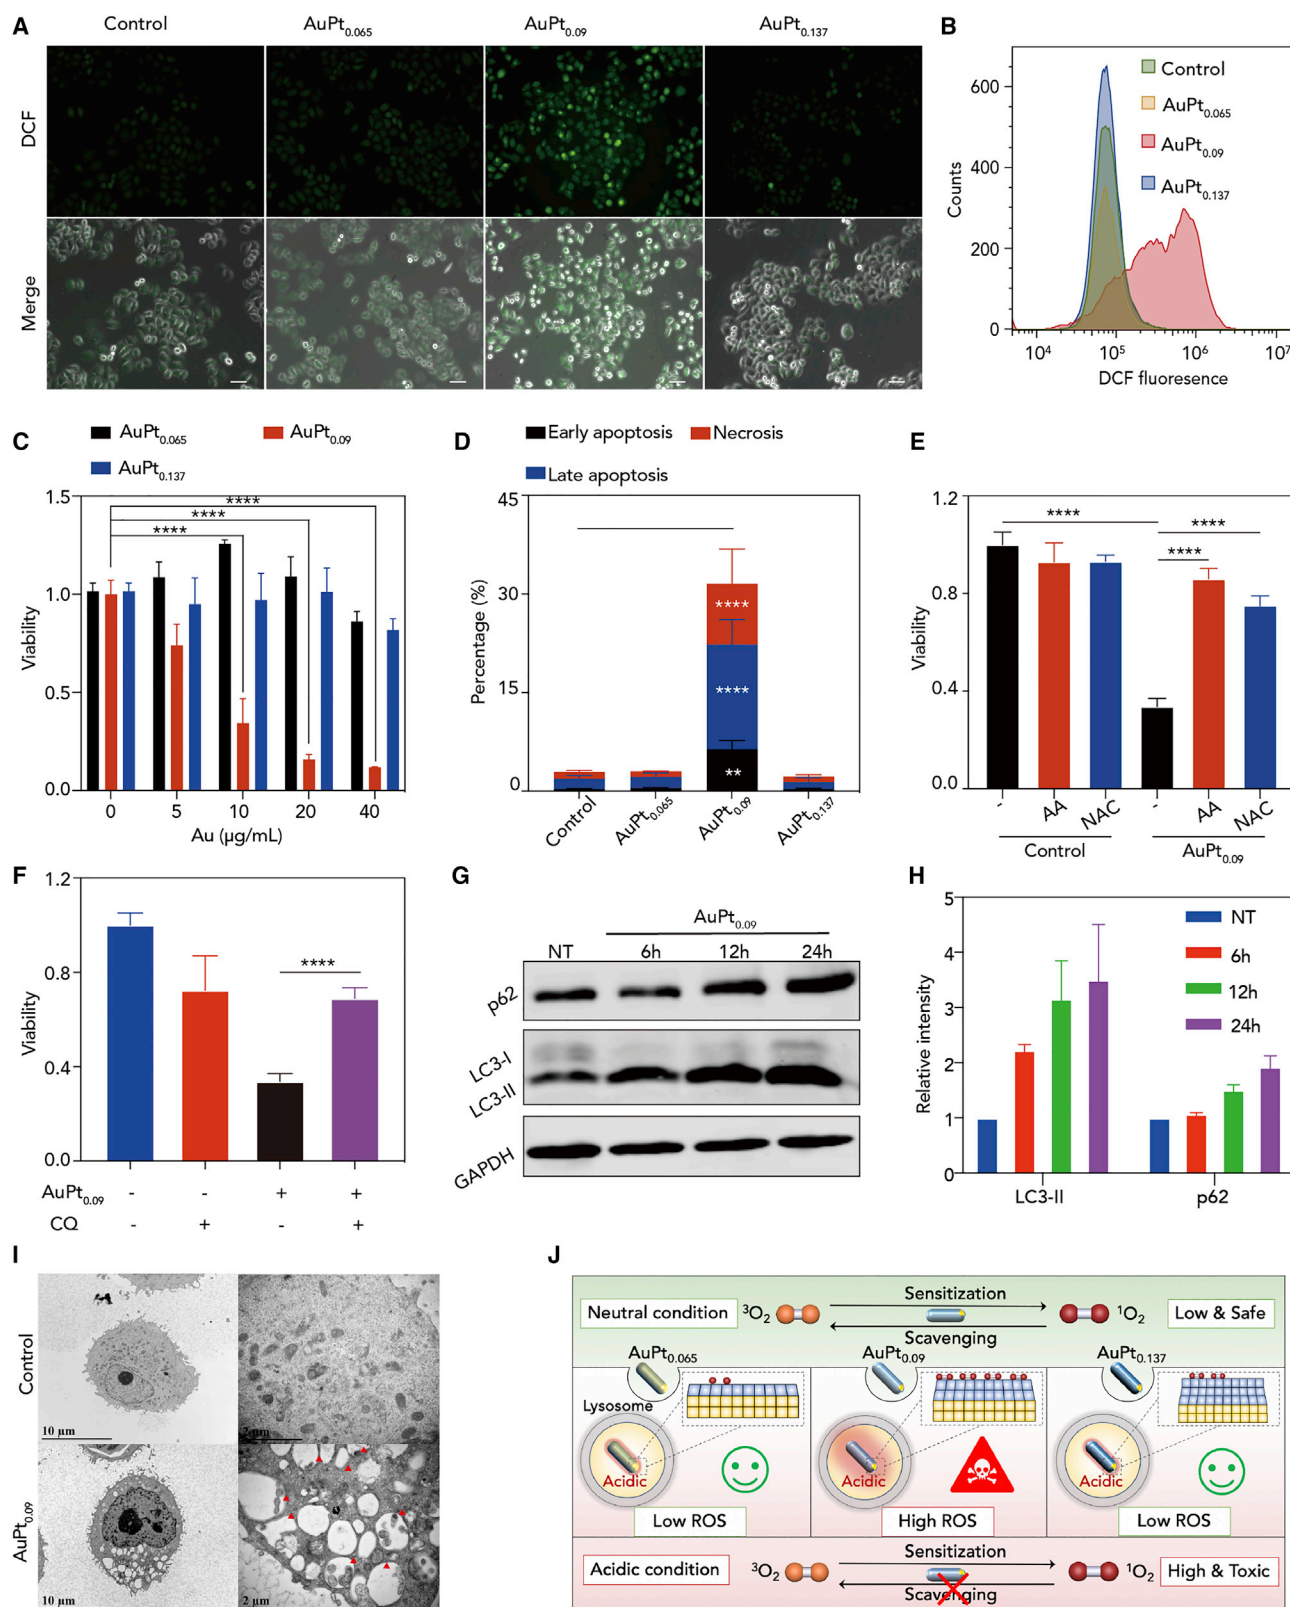 A
Control
AuPt0.065
AuPt0.09
AuPt0.137
DCF
Merge
B
Counts
600
400
200
0
Control
AuPt0.065
AuPt0.09
AuPt0.137
10^4
10^5
10^6
10^7
DCF fluoresence
C
AuPt0.065
AuPt0.09
AuPt0.137
Viability
1.5
1.0
0.5
0.0
****
****
****
0
5
10
20
40
Au (µg/mL)
D
Early apoptosis
Necrosis
Late apoptosis
Percentage (%)
45
30
15
0
****
****
**
Control
AuPt0.065
AuPt0.09
AuPt0.137
E
Viability
1.2
0.8
0.4
0.0
****
****
****
-
AA
NAC
-
AA
NAC
Control
AuPt0.09
F
Viability
1.2
0.8
0.4
0.0
****
AuPt0.09
-
-
+
+
CQ
-
+
-
+
G
AuPt0.09
NT
6h
12h
24h
p62
LC3-I
LC3-II
GAPDH
H
Relative intensity
5
4
3
2
1
0
NT
6h
12h
24h
LC3-II
p62
I
Control
10 µm
2 µm
AuPt0.09
10 µm
2 µm
J
Neutral condition
³O₂
Sensitization
Scavenging
¹O₂
Low & Safe
AuPt0.065
AuPt0.09
AuPt0.137
Lysosome
Acidic
Acidic
Acidic
Low ROS
High ROS
Low ROS
Acidic condition
³O₂
Sensitization
Scavenging
¹O₂
High & Toxic